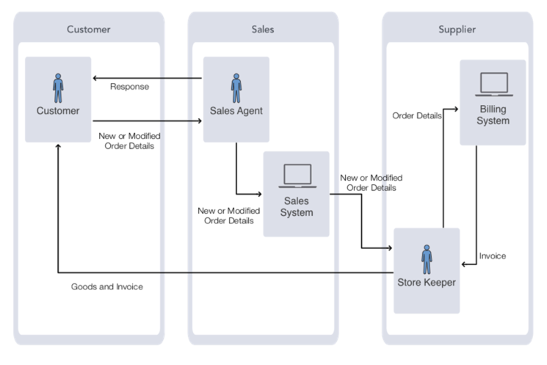 Customer
Sales
Supplier
Customer
Response
Sales Agent
New or Modified
Order Details
New or Modified
Order Details
Sales
System
New or Modified
Order Details
Order Details
Billing
System
Invoice
Store Keeper
Goods and Invoice